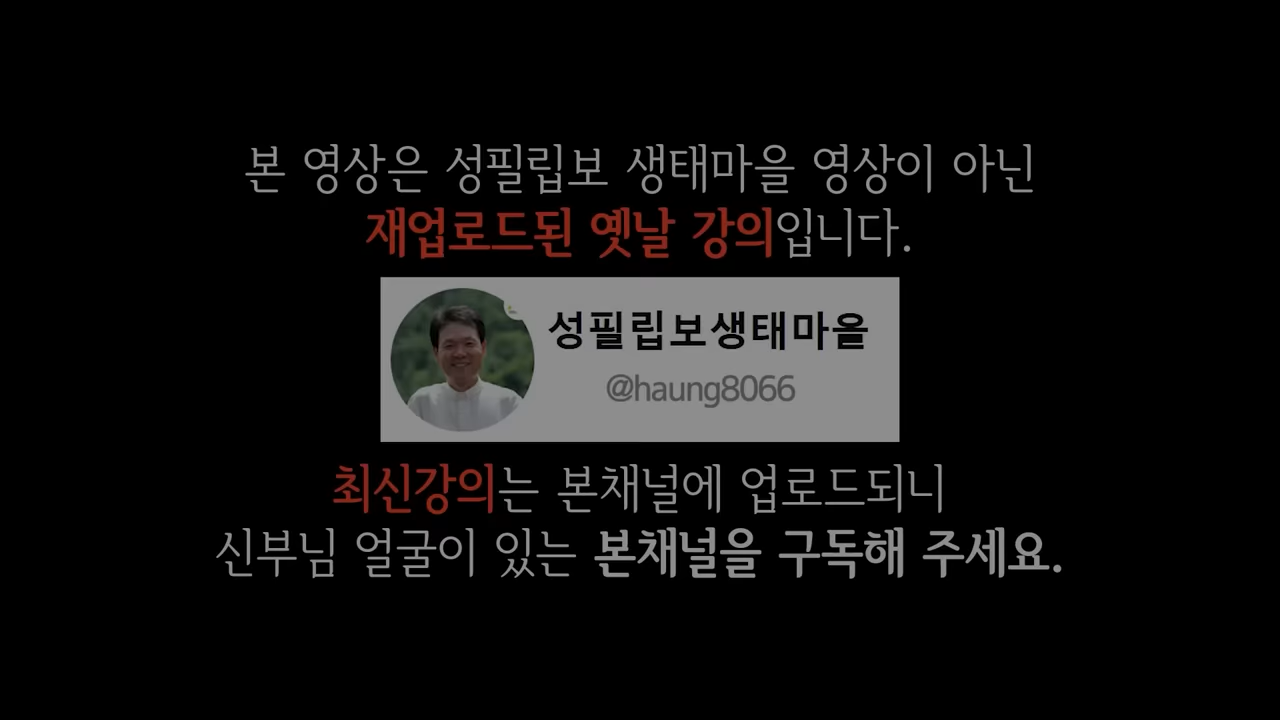 본 영상은 성필립보 생태마을 영상이 아닌
재업로드된 옛날 강의입니다.
성필립보생태마을
@haung8066
최신강의는 본채널에 업로드되니
신부님 얼굴이 있는 본채널을 구독해 주세요.